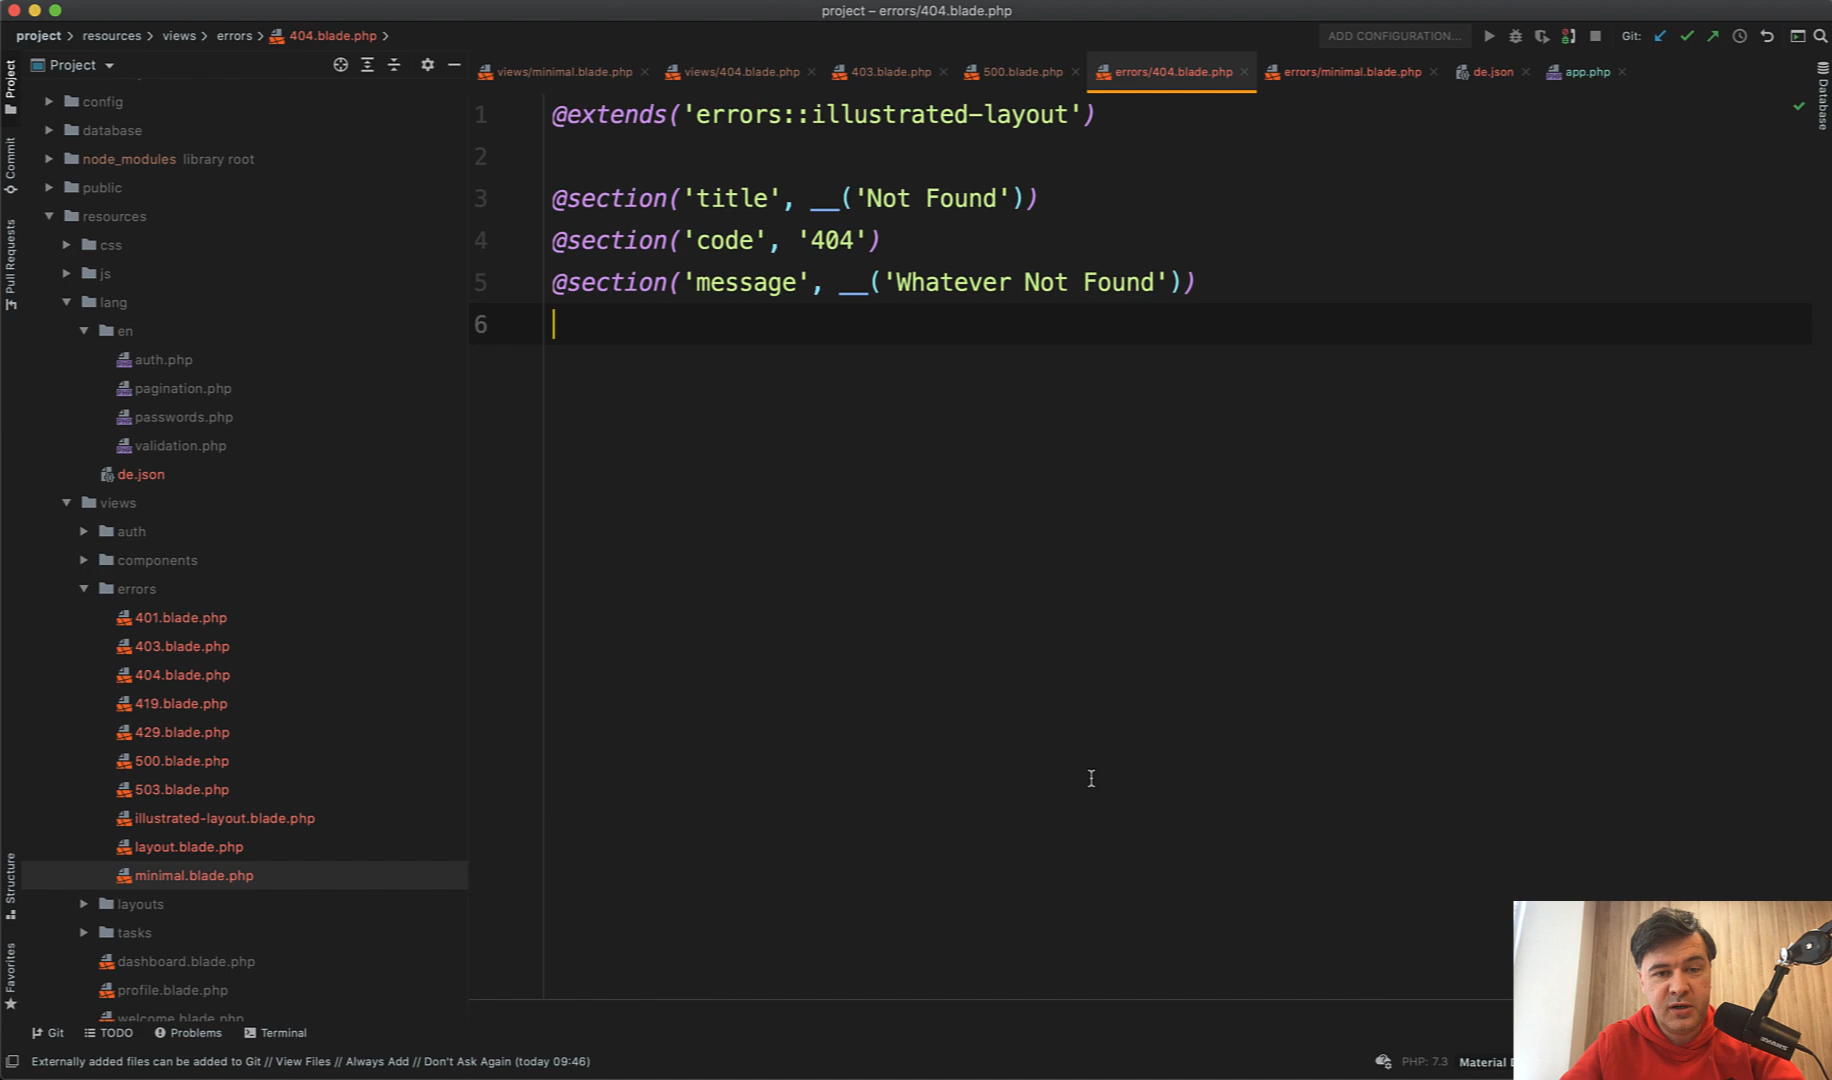 project – errors/404.blade.php
project > resources > views > errors > 404.blade.php >
ADD CONFIGURATION...
Git:
Project
views/minimal.blade.php
views/404.blade.php
403.blade.php
500.blade.php
errors/404.blade.php
errors/minimal.blade.php
de.json
app.php
Project
Commit
Pull Requests
Structure
Favorites
Database
config
database
node_modules library root
public
resources
css
js
lang
en
auth.php
pagination.php
passwords.php
validation.php
de.json
views
auth
components
errors
401.blade.php
403.blade.php
404.blade.php
419.blade.php
429.blade.php
500.blade.php
503.blade.php
illustrated-layout.blade.php
layout.blade.php
minimal.blade.php
layouts
tasks
dashboard.blade.php
profile.blade.php
welcome.blade.php
1 @extends('errors::illustrated-layout')
2
3 @section('title', __('Not Found'))
4 @section('code', '404')
5 @section('message', __('Whatever Not Found'))
6
Git
TODO
Problems
Terminal
Externally added files can be added to Git // View Files // Always Add // Don't Ask Again (today 09:46)
PHP: 7.3
Material